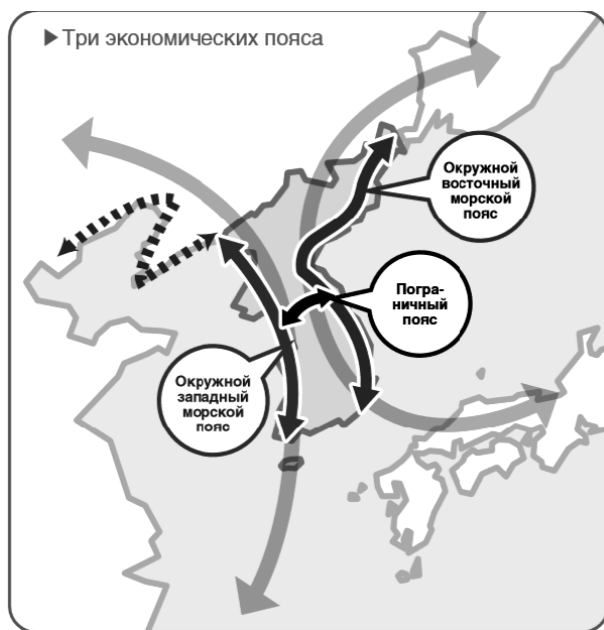 ▶ Три экономических пояса
Окружной
восточный
морской
пояс
Погра-
ничный
пояс
Окружной
западный
морской
пояс